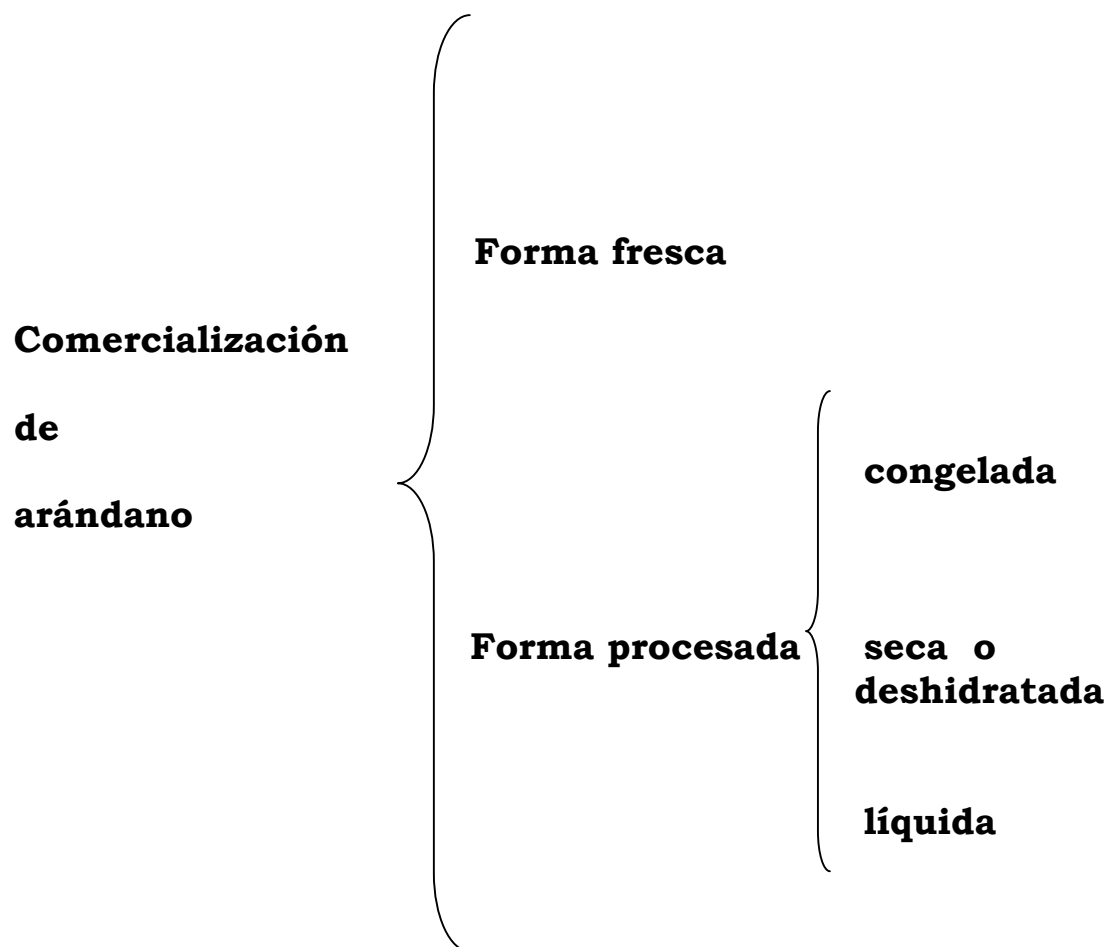 Forma fresca
Comercialización
de
arándano
congelada
Forma procesada
seca o
deshidratada
líquida